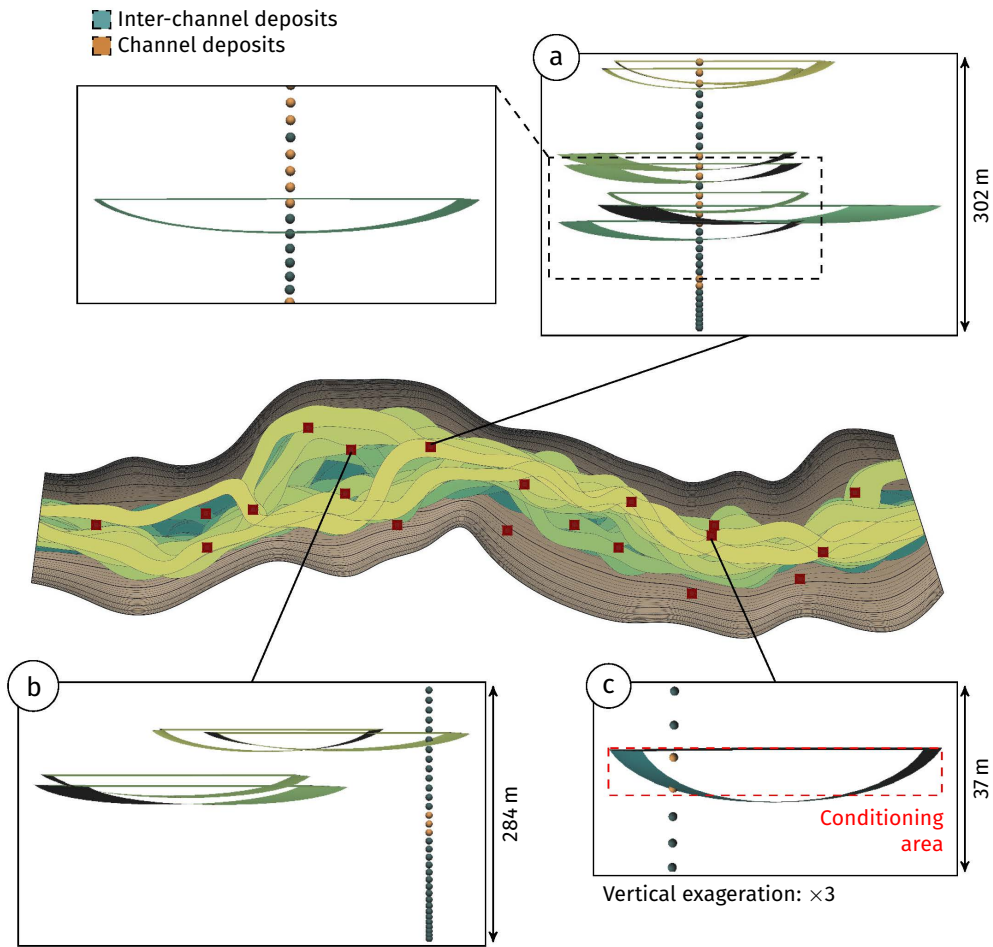 Inter-channel deposits
Channel deposits
a
302 m
b
284 m
c
37 m
Conditioning
area
Vertical exageration: ×3